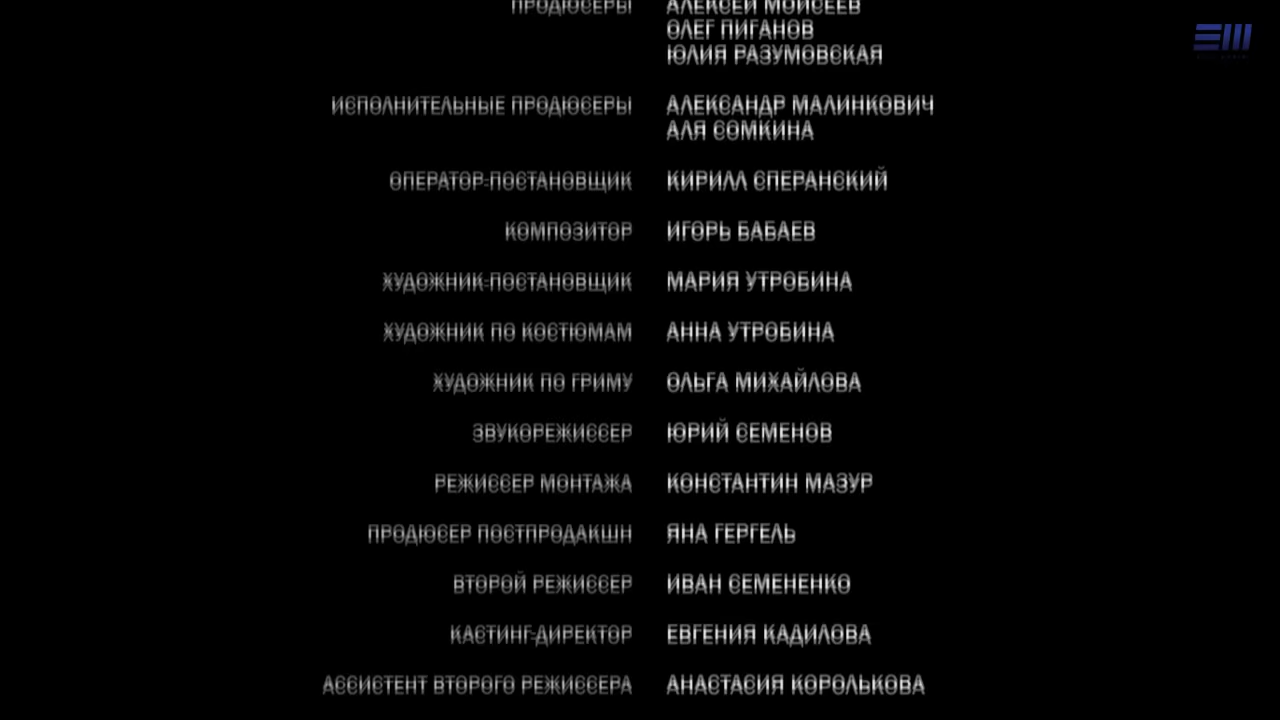 ПРОДЮСЕРЫ АЛЕКСЕЙ МОИСЕЕВ
ОЛЕГ ПИГАНОВ
ЮЛИЯ РАЗУМОВСКАЯ
ИСПОЛНИТЕЛЬНЫЕ ПРОДЮСЕРЫ АЛЕКСАНДР МАЛИНКОВИЧ
АЛЯ СОМКИНА
ОПЕРАТОР-ПОСТАНОВЩИК КИРИЛЛ СПЕРАНСКИЙ
КОМПОЗИТОР ИГОРЬ БАБАЕВ
ХУДОЖНИК-ПОСТАНОВЩИК МАРИЯ УТРОБИНА
ХУДОЖНИК ПО КОСТЮМАМ АННА УТРОБИНА
ХУДОЖНИК ПО ГРИМУ ОЛЬГА МИХАЙЛОВА
ЗВУКОРЕЖИССЕР ЮРИЙ СЕМЕНОВ
РЕЖИССЕР МОНТАЖА КОНСТАНТИН МАЗУР
ПРОДЮСЕР ПОСТПРОДАКШН ЯНА ГЕРГЕЛЬ
ВТОРОЙ РЕЖИССЕР ИВАН СЕМЕНЕНКО
КАСТИНГ-ДИРЕКТОР ЕВГЕНИЯ КАДИЛОВА
АССИСТЕНТ ВТОРОГО РЕЖИССЕРА АНАСТАСИЯ КОРОЛЬКОВА